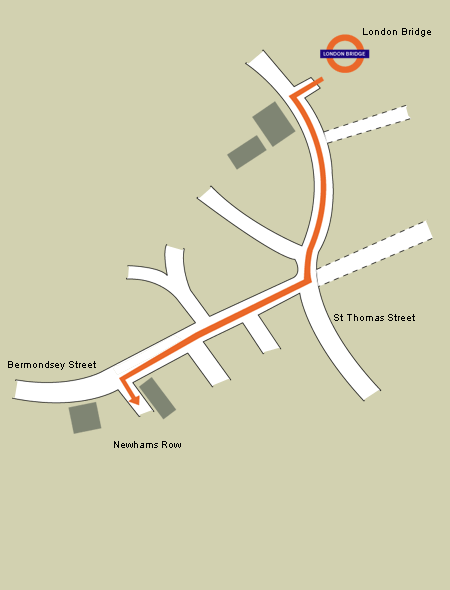 London Bridge
LONDON BRIDGE
St Thomas Street
Bermondsey Street
Newhams Row